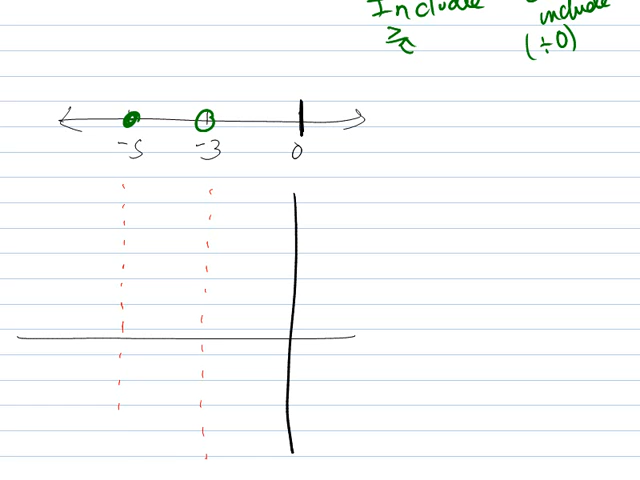 Include
≥≤
include
(÷0)
-5 -3 0